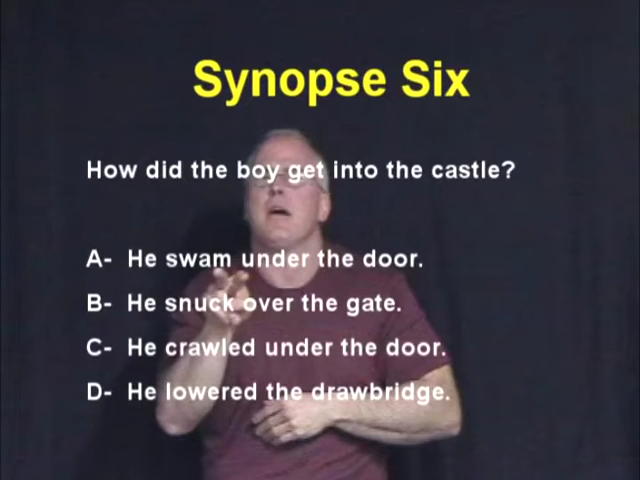 Synopse Six
How did the boy get into the castle?
A- He swam under the door.
B- He snuck over the gate.
C- He crawled under the door.
D- He lowered the drawbridge.